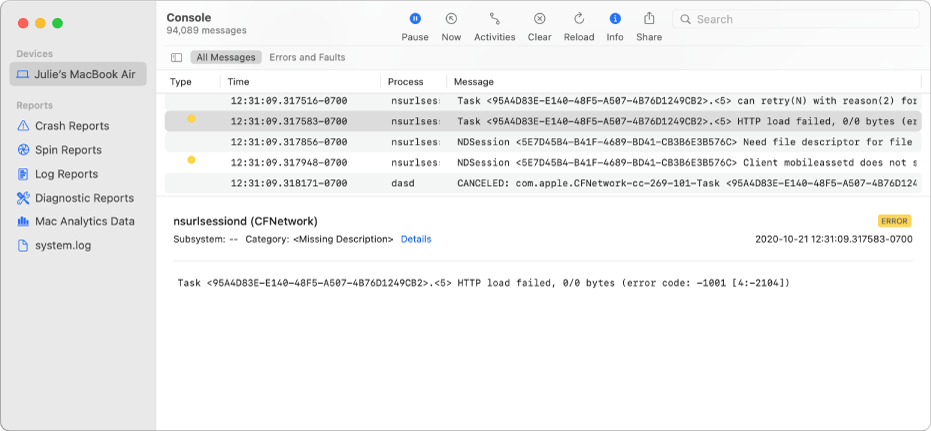 Console
94,089 messages
Pause Now Activities Clear Reload Info Share
Search
Devices
Julie's MacBook Air
Reports
Crash Reports
Spin Reports
Log Reports
Diagnostic Reports
Mac Analytics Data
system.log
All Messages Errors and Faults
Type Time Process Message
12:31:09.317516-0700 nsurlses: Task <95A4D83E-E140-48F5-A507-4B76D1249CB2>.<5> can retry(N) with reason(2) for
12:31:09.317583-0700 nsurlses: Task <95A4D83E-E140-48F5-A507-4B76D1249CB2>.<5> HTTP load failed, 0/0 bytes (er
12:31:09.317856-0700 nsurlses: NDSession <5E7D45B4-B41F-4689-BD41-CB3B6E3B576C> Need file descriptor for file
12:31:09.317948-0700 nsurlses: NDSession <5E7D45B4-B41F-4689-BD41-CB3B6E3B576C> Client mobileassetd does not s
12:31:09.318171-0700 dasd CANCELED: com.apple.CFNetwork-cc-269-101-Task <95A4D83E-E140-48F5-A507-4B76D124
nsurlsessiond (CFNetwork)
ERROR
Subsystem: -- Category: <Missing Description> Details
2020-10-21 12:31:09.317583-0700
Task <95A4D83E-E140-48F5-A507-4B76D1249CB2>.<5> HTTP load failed, 0/0 bytes (error code: -1001 [4:-2104])